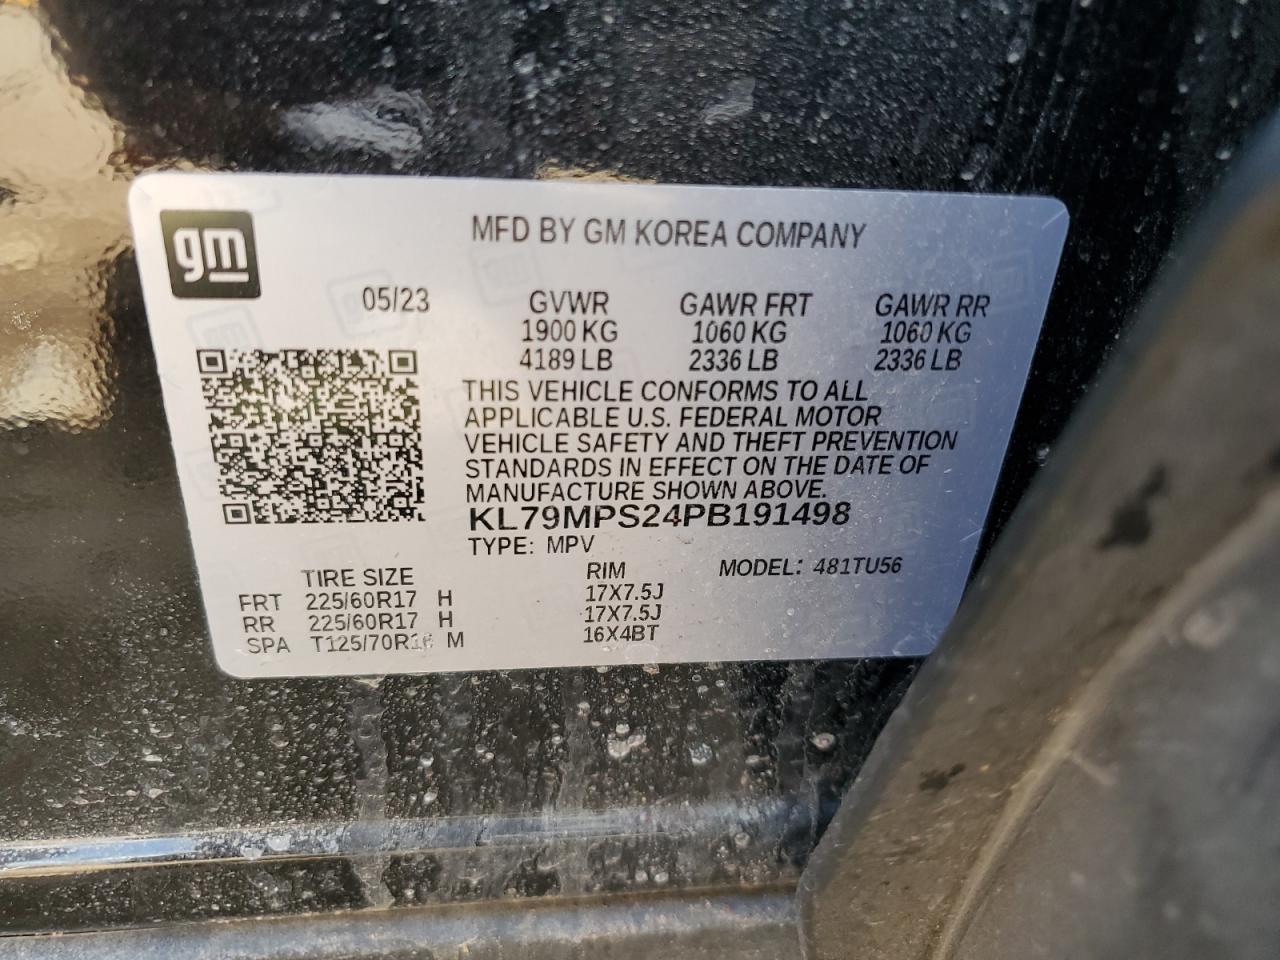 gm
MFD BY GM KOREA COMPANY
05/23 GVWR GAWR FRT GAWR RR
1900 KG 1060 KG 1060 KG
4189 LB 2336 LB 2336 LB
THIS VEHICLE CONFORMS TO ALL
APPLICABLE U.S. FEDERAL MOTOR
VEHICLE SAFETY AND THEFT PREVENTION
STANDARDS IN EFFECT ON THE DATE OF
MANUFACTURE SHOWN ABOVE.
KL79MPS24PB191498
TYPE: MPV
TIRE SIZE RIM MODEL: 481TU56
FRT 225/60R17 H 17X7.5J
RR 225/60R17 H 17X7.5J
SPA T125/70R16 M 16X4BT